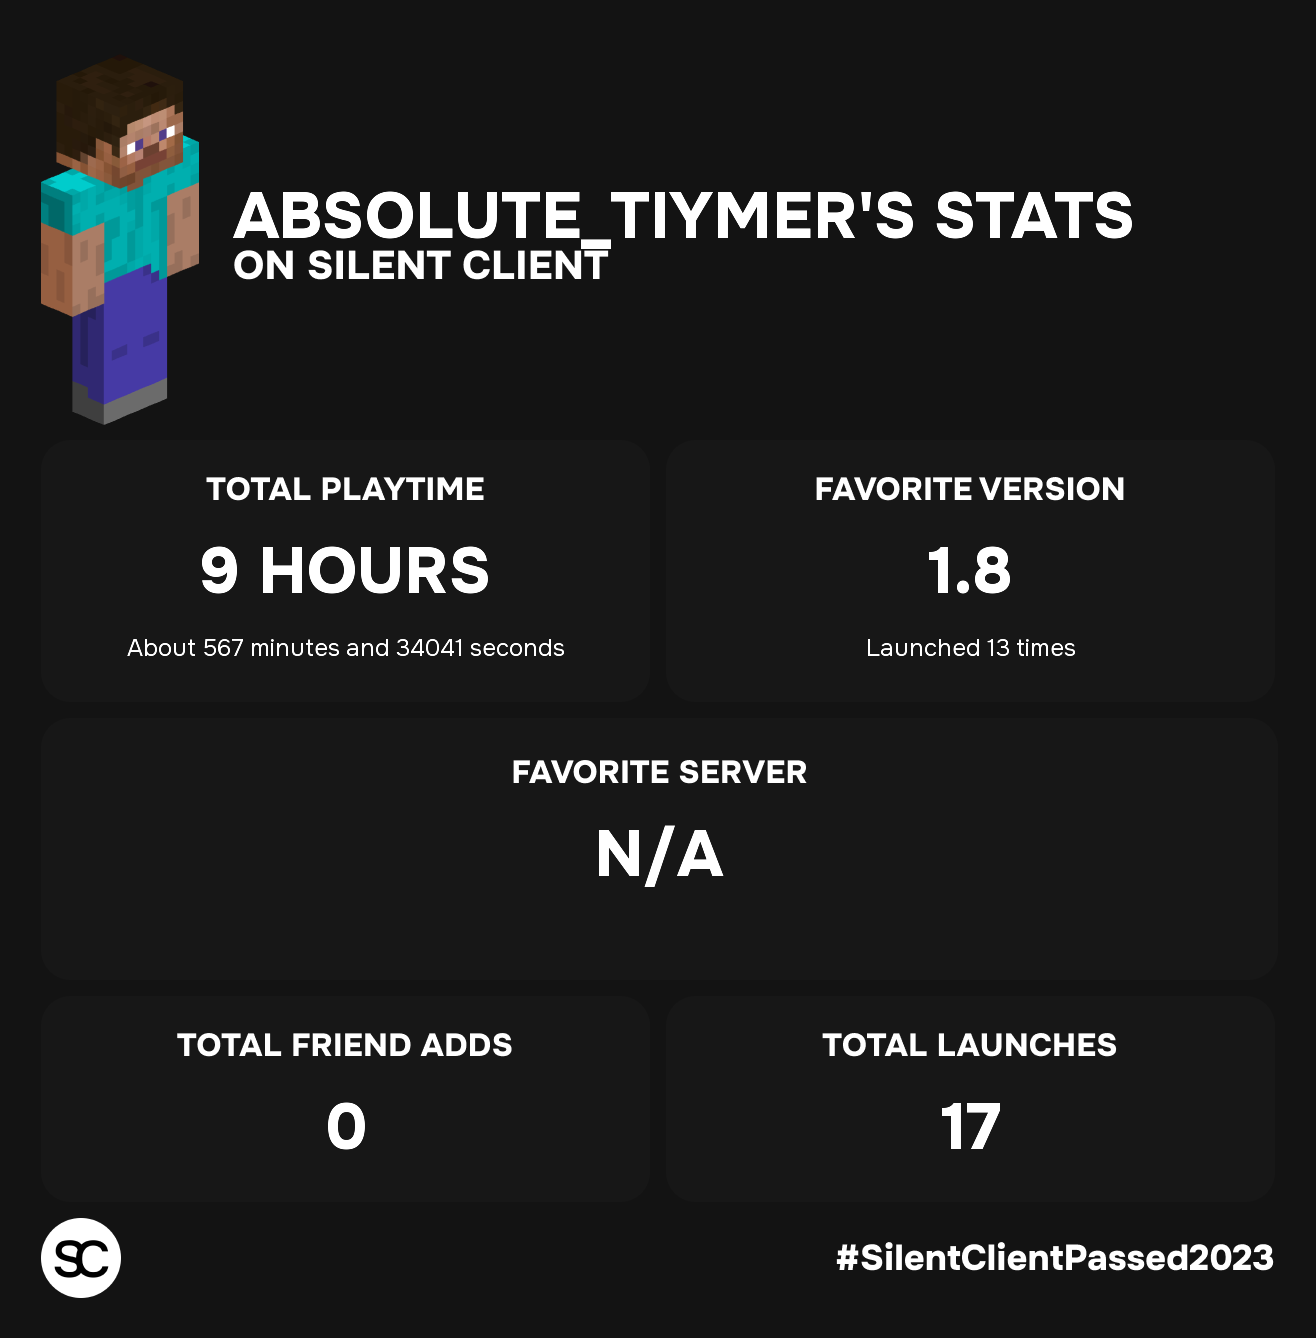 ABSOLUTE_TIYMER'S STATS
ON SILENT CLIENT
TOTAL PLAYTIME
9 HOURS
About 567 minutes and 34041 seconds
FAVORITE VERSION
1.8
Launched 13 times
FAVORITE SERVER
N/A
TOTAL FRIEND ADDS
0
TOTAL LAUNCHES
17
SC
#SilentClientPassed2023